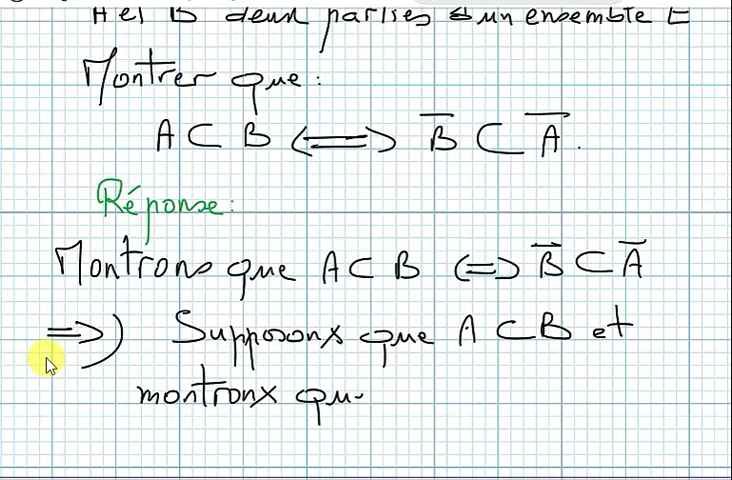 A et B deux parties d'un ensemble E
Montrer que:
A ⊂ B ⟺ B̅ ⊂ A̅.
Réponse:
Montrons que A ⊂ B ⟺ B̅ ⊂ A̅
⟹) Supposons que A ⊂ B et
montrons qu